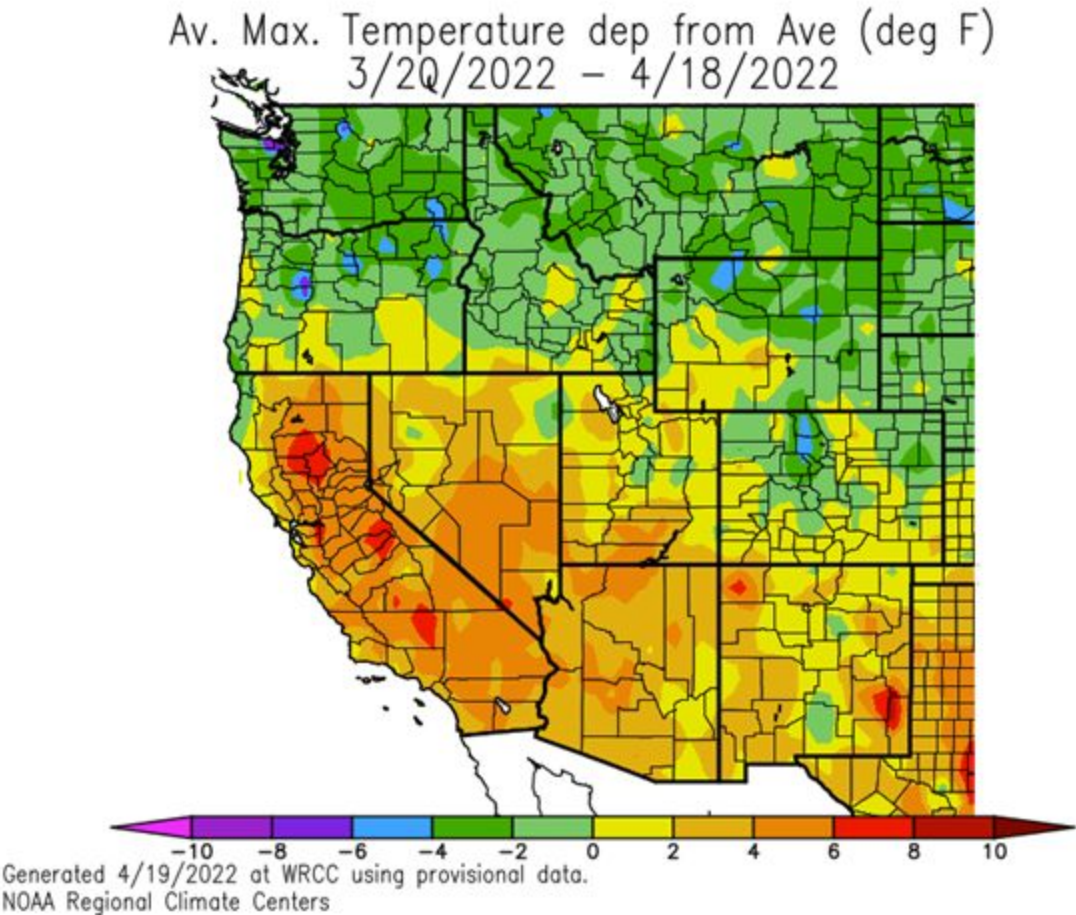 Av. Max. Temperature dep from Ave (deg F)
3/20/2022 – 4/18/2022
-10 -8 -6 -4 -2 0 2 4 6 8 10
Generated 4/19/2022 at WRCC using provisional data.
NOAA Regional Climate Centers